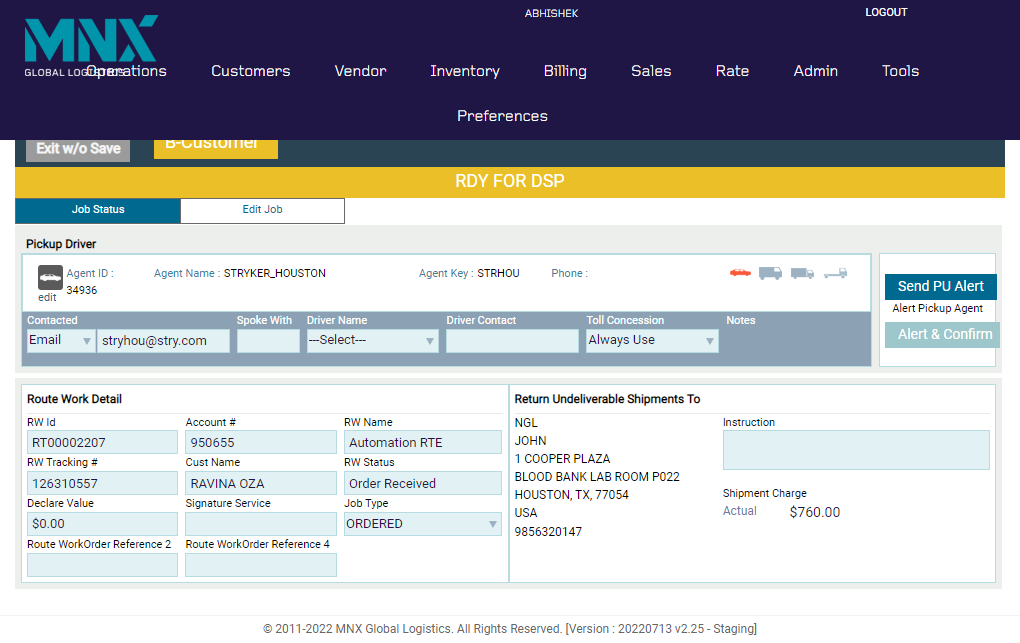 ABHISHEK
LOGOUT
MNX
GLOBAL LOGISTICS
Operations Customers Vendor Inventory Billing Sales Rate Admin Tools
Preferences
Exit w/o Save B-Customer
RDY FOR DSP
Job Status Edit Job
Pickup Driver
edit
Agent ID :
34936
Agent Name : STRYKER_HOUSTON
Agent Key : STRHOU
Phone :
Send PU Alert
Alert Pickup Agent
Alert & Confirm
Contacted Spoke With Driver Name Driver Contact Toll Concession Notes
Email stryhou@stry.com ---Select--- Always Use
Route Work Detail
RW Id Account # RW Name
RT00002207 950655 Automation RTE
RW Tracking # Cust Name RW Status
126310557 RAVINA OZA Order Received
Declare Value Signature Service Job Type
$0.00 ORDERED
Route WorkOrder Reference 2 Route WorkOrder Reference 4
Return Undeliverable Shipments To
NGL
JOHN
1 COOPER PLAZA
BLOOD BANK LAB ROOM P022
HOUSTON, TX, 77054
USA
9856320147
Instruction
Shipment Charge
Actual $760.00
© 2011-2022 MNX Global Logistics. All Rights Reserved. [Version : 20220713 v2.25 - Staging]